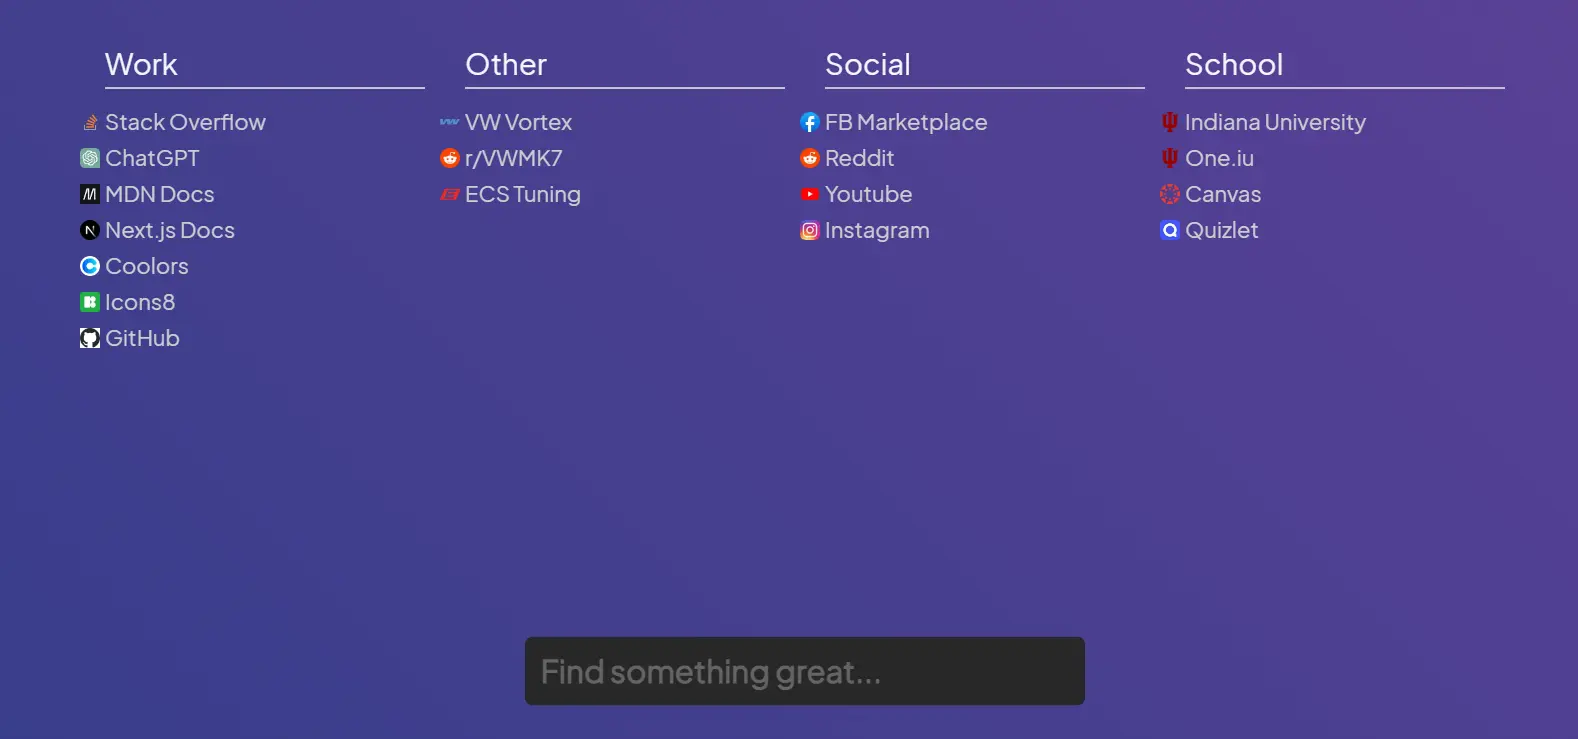 Work
Stack Overflow
ChatGPT
MDN Docs
Next.js Docs
Coolors
Icons8
GitHub
Other
VW Vortex
r/VWMK7
ECS Tuning
Social
FB Marketplace
Reddit
Youtube
Instagram
School
Indiana University
One.iu
Canvas
Quizlet
Find something great...